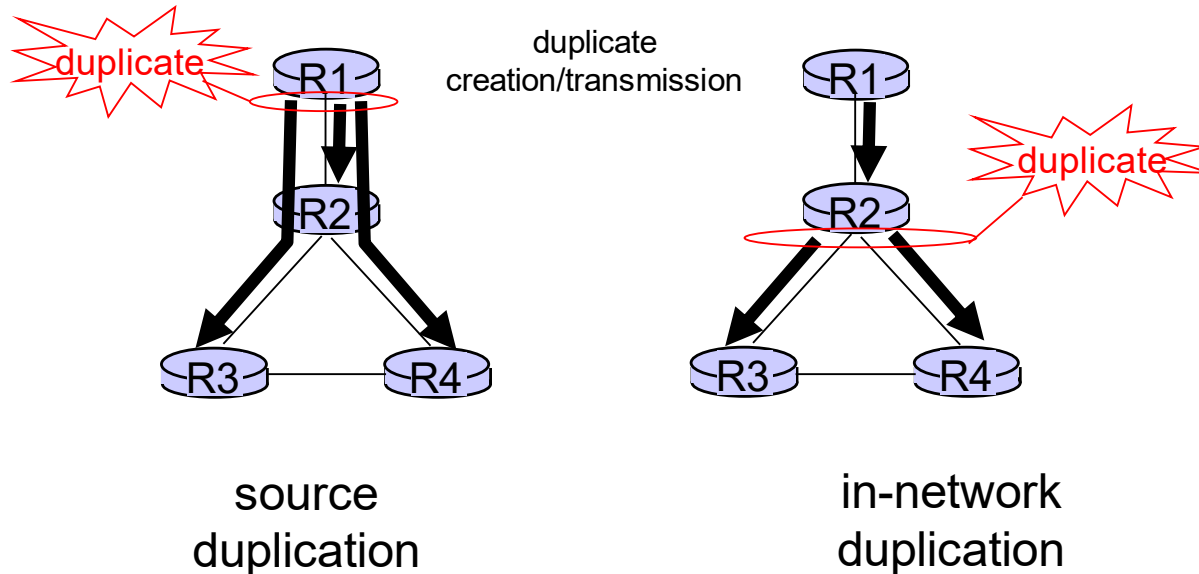 duplicate
R1
R2
R3
R4
source
duplication
duplicate
creation/transmission
R1
duplicate
R2
R3
R4
in-network
duplication